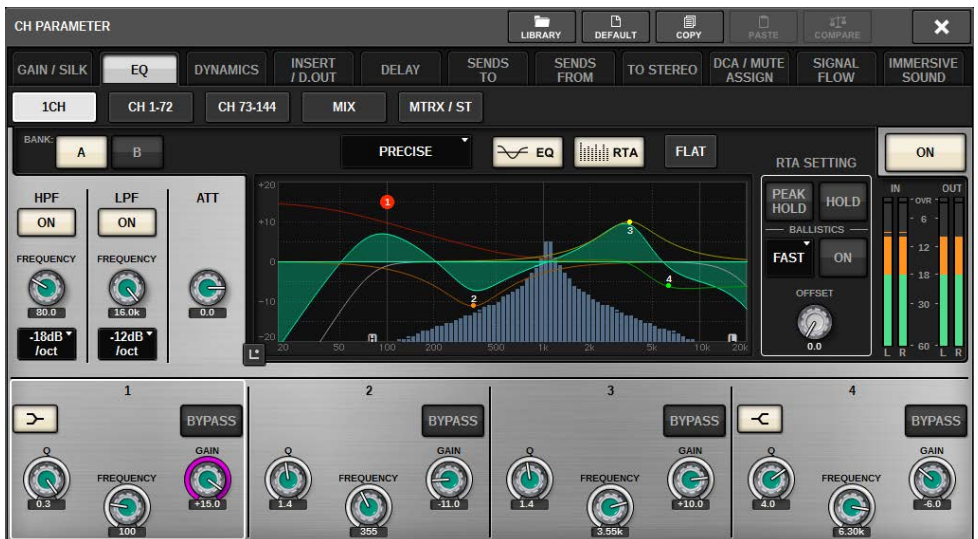 CH PARAMETER
LIBRARY DEFAULT COPY PASTE COMPARE
GAIN / SILK EQ DYNAMICS INSERT / D.OUT DELAY SENDS TO SENDS FROM TO STEREO DCA / MUTE ASSIGN SIGNAL FLOW IMMERSIVE SOUND
1CH CH 1-72 CH 73-144 MIX MTRX / ST
BANK: A B PRECISE EQ RTA FLAT RTA SETTING ON
HPF LPF ATT
ON ON
FREQUENCY FREQUENCY
80.0 16.0k 0.0
-18dB /oct -12dB /oct
+20
+10
0
-10
-20
1
2
3
4
H L
20 50 100 200 500 1k 2k 5k 10k 20k
PEAK HOLD HOLD
BALLISTICS
FAST ON
OFFSET
0.0
IN OUT
OVR
6
12
18
30
60
L R L R
1 2 3 4
BYPASS BYPASS BYPASS BYPASS
Q GAIN Q GAIN Q GAIN Q GAIN
FREQUENCY FREQUENCY FREQUENCY FREQUENCY
0.3 +15.0 1.4 -11.0 1.4 +10.0 4.0 -6.0
100 355 3.55k 6.30k